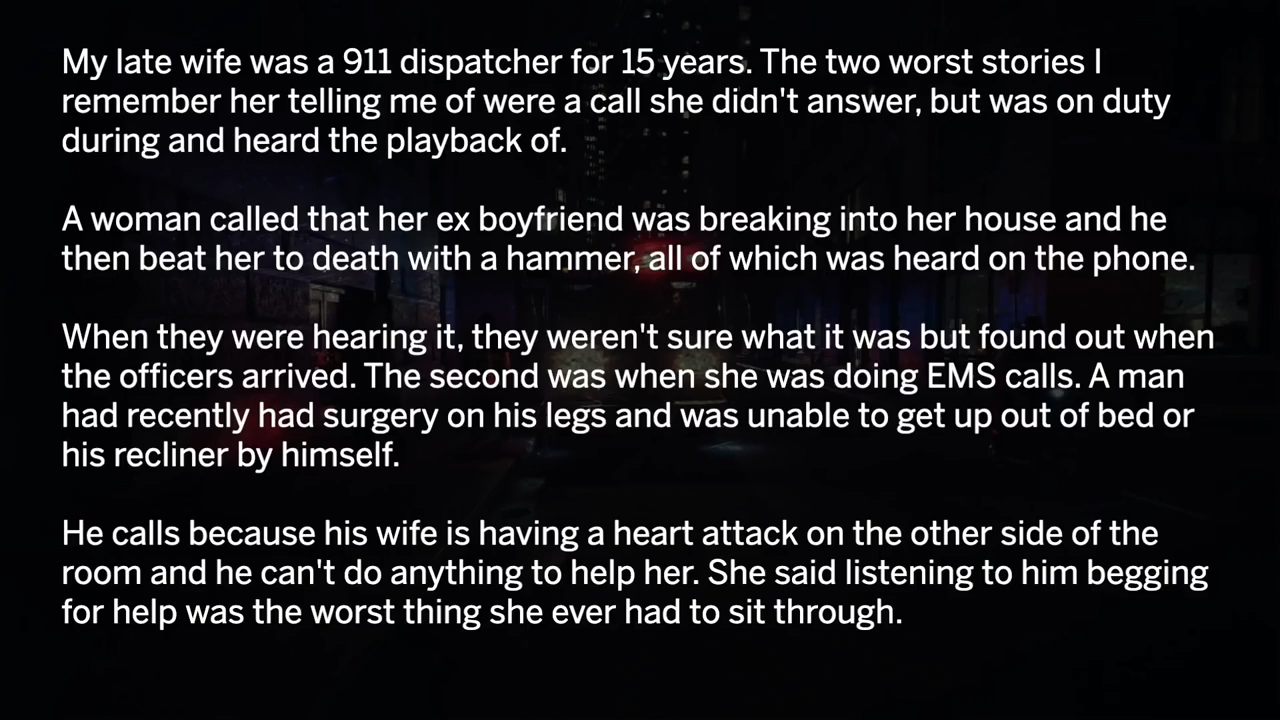 My late wife was a 911 dispatcher for 15 years. The two worst stories I
remember her telling me of were a call she didn't answer, but was on duty
during and heard the playback of.
A woman called that her ex boyfriend was breaking into her house and he
then beat her to death with a hammer, all of which was heard on the phone.
When they were hearing it, they weren't sure what it was but found out when
the officers arrived. The second was when she was doing EMS calls. A man
had recently had surgery on his legs and was unable to get up out of bed or
his recliner by himself.
He calls because his wife is having a heart attack on the other side of the
room and he can't do anything to help her. She said listening to him begging
for help was the worst thing she ever had to sit through.